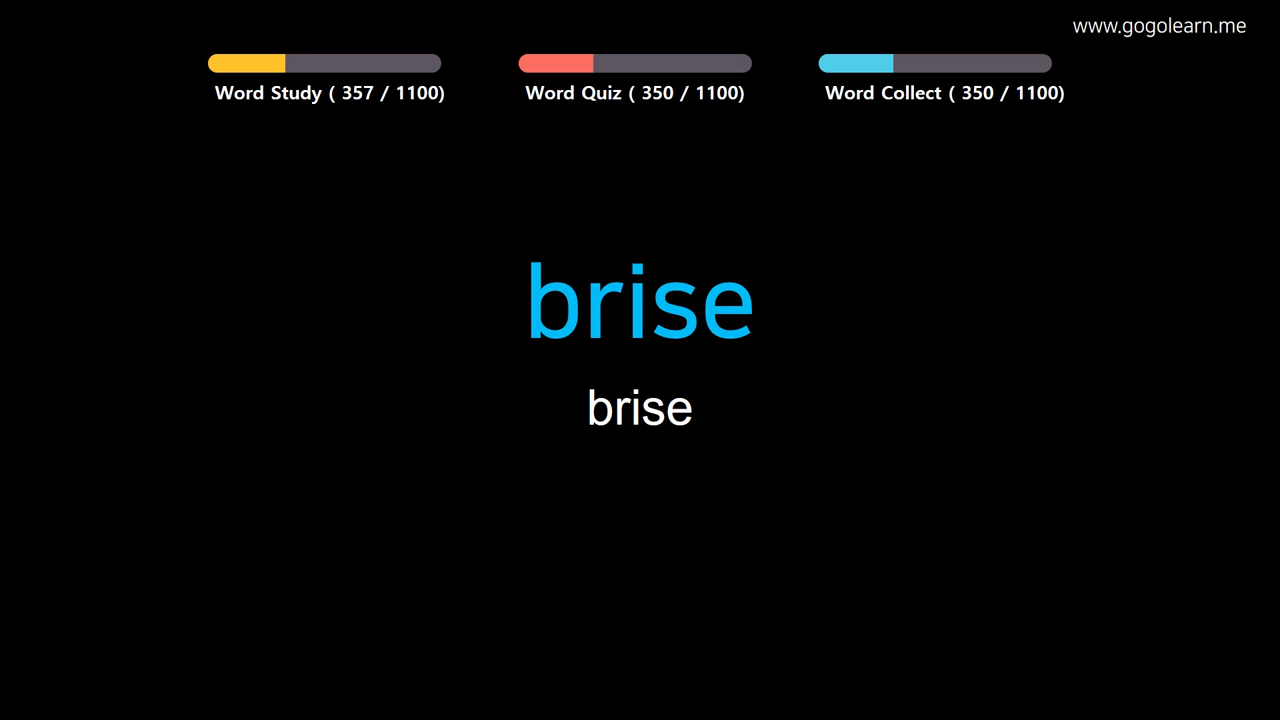 www.gogolearn.me
Word Study ( 357 / 1100)
Word Quiz ( 350 / 1100)
Word Collect ( 350 / 1100)
brise
brise